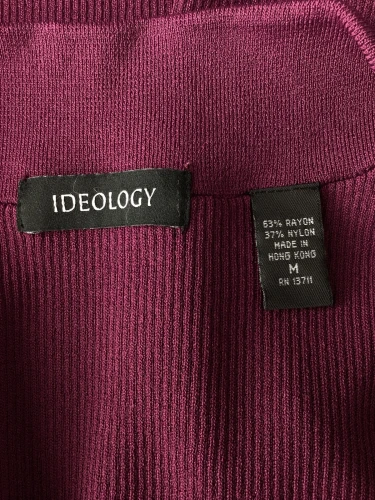 IDEOLOGY
63% RAYON
37% NYLON
MADE IN
HONG KONG
M
RN 13711